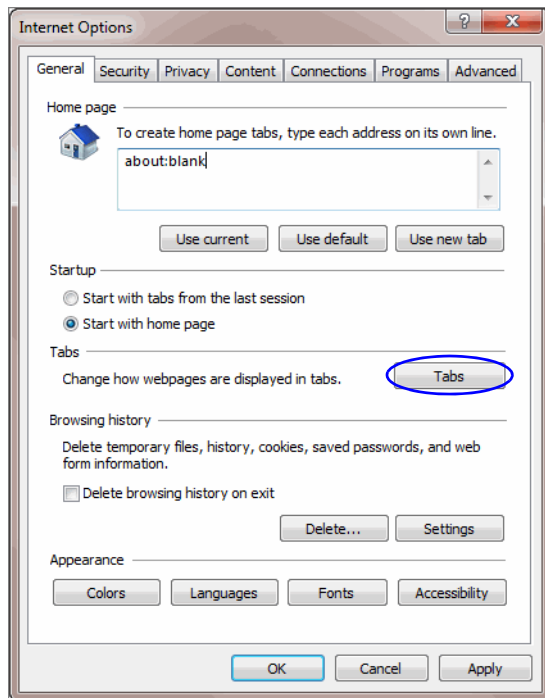 Internet Options
?
X
General Security Privacy Content Connections Programs Advanced
Home page
To create home page tabs, type each address on its own line.
about:blank
Use current Use default Use new tab
Startup
Start with tabs from the last session
Start with home page
Tabs
Change how webpages are displayed in tabs. Tabs
Browsing history
Delete temporary files, history, cookies, saved passwords, and web
form information.
Delete browsing history on exit
Delete... Settings
Appearance
Colors Languages Fonts Accessibility
OK Cancel Apply